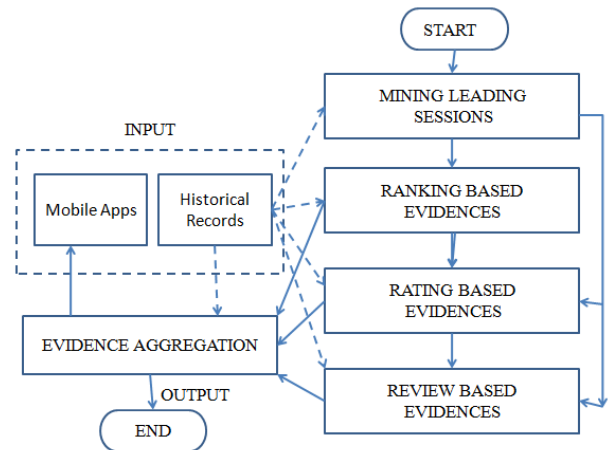 START
MINING LEADING
SESSIONS
INPUT
Mobile Apps
Historical
Records
RANKING BASED
EVIDENCES
RATING BASED
EVIDENCES
EVIDENCE AGGREGATION
REVIEW BASED
EVIDENCES
OUTPUT
END